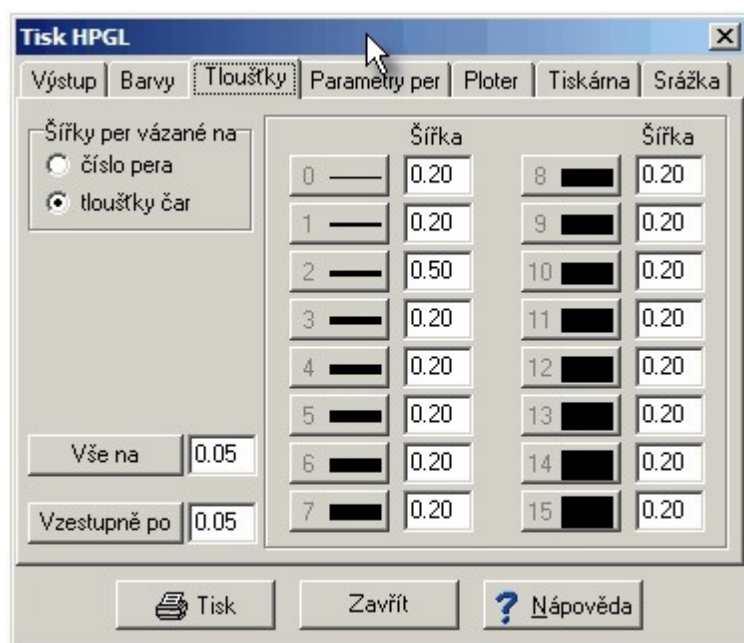 Tisk HPGL
Výstup Barvy Tloušťky Parametry per Ploter Tiskárna Srážka
Šířky per vázané na
číslo pera
tloušťky čar
Šířka Šířka
0 0.20 8 0.20
1 0.20 9 0.20
2 0.50 10 0.20
3 0.20 11 0.20
4 0.20 12 0.20
5 0.20 13 0.20
6 0.20 14 0.20
7 0.20 15 0.20
Vše na 0.05
Vzestupně po 0.05
Tisk Zavřít Nápověda